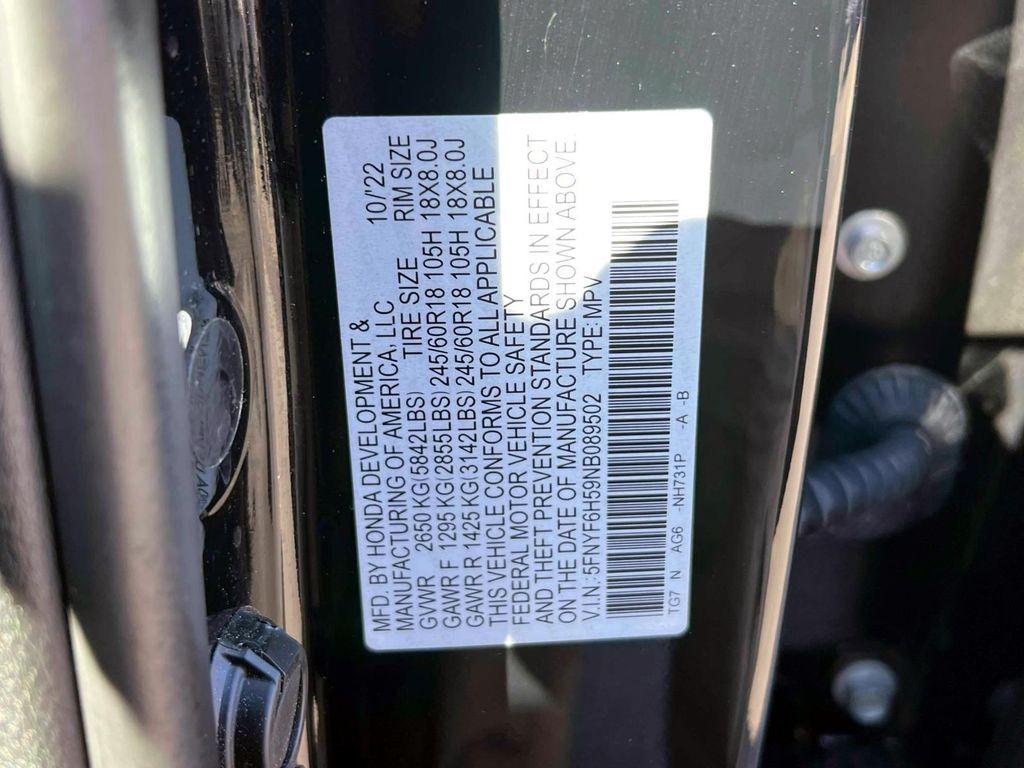 MFD. BY HONDA DEVELOPMENT & 
MANUFACTURING OF AMERICA, LLC 10/'22
GVWR 2650 KG (5842LBS) TIRE SIZE RIM SIZE
GAWR F 1295 KG (2855LBS) 245/60R18 105H 18X8.0J
GAWR R 1425 KG (3142LBS) 245/60R18 105H 18X8.0J
THIS VEHICLE CONFORMS TO ALL APPLICABLE
FEDERAL MOTOR VEHICLE SAFETY
AND THEFT PREVENTION STANDARDS IN EFFECT
ON THE DATE OF MANUFACTURE SHOWN ABOVE.
V.I.N.: 5FNYF6H59NB089502 TYPE: MPV
TG7 N AG6 -NH731P -A -B